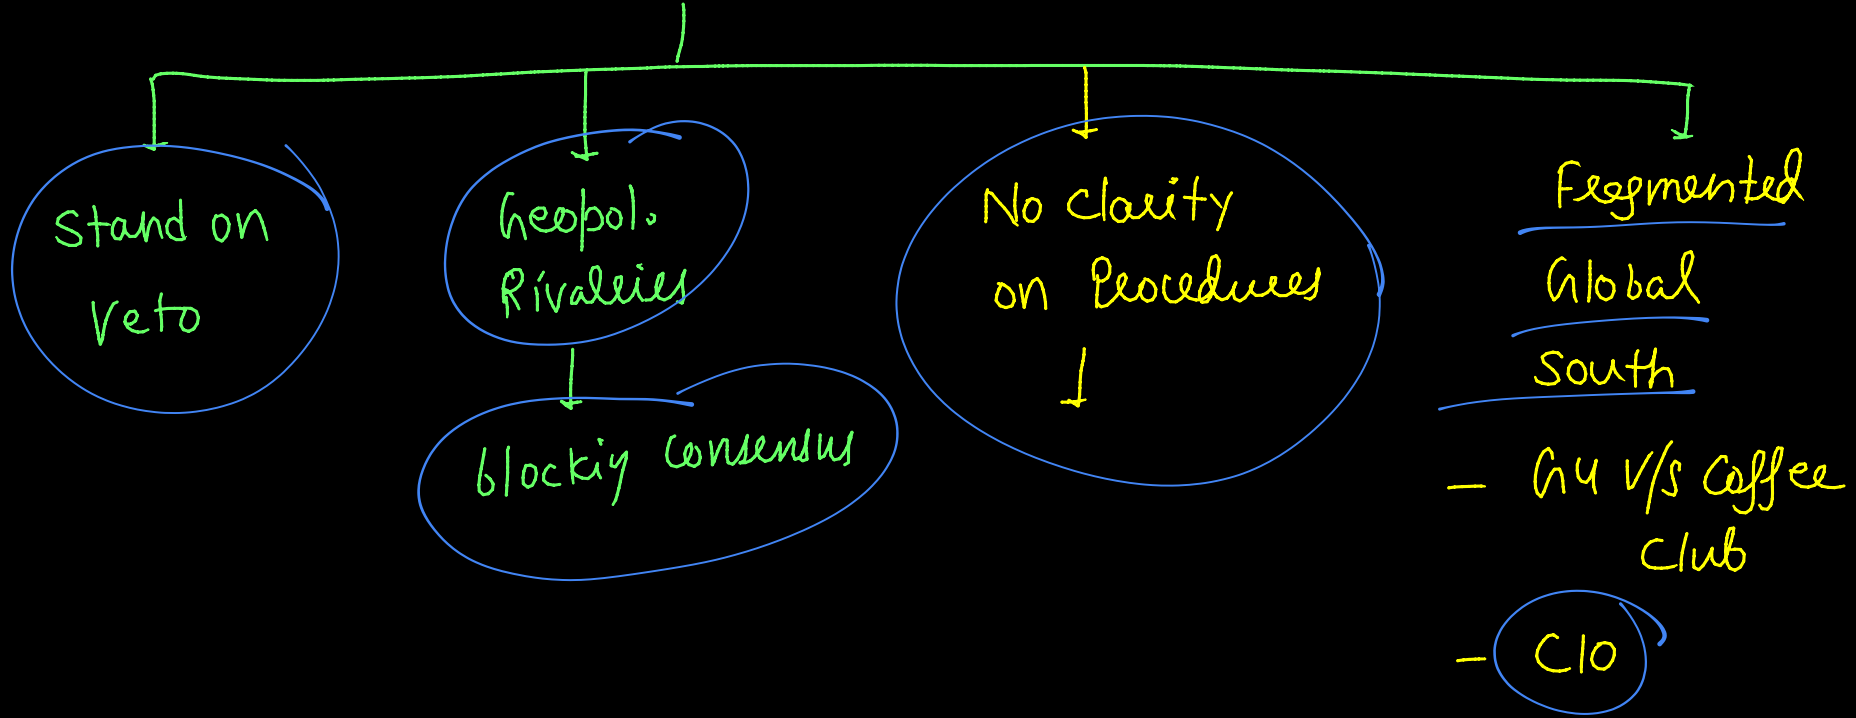 Stand on
Veto
Geopol.
Rivalries
blocking consensus
No Clarity
on Procedures
Fragmented
Global
South
- G4 V/S Coffee
Club
- C10